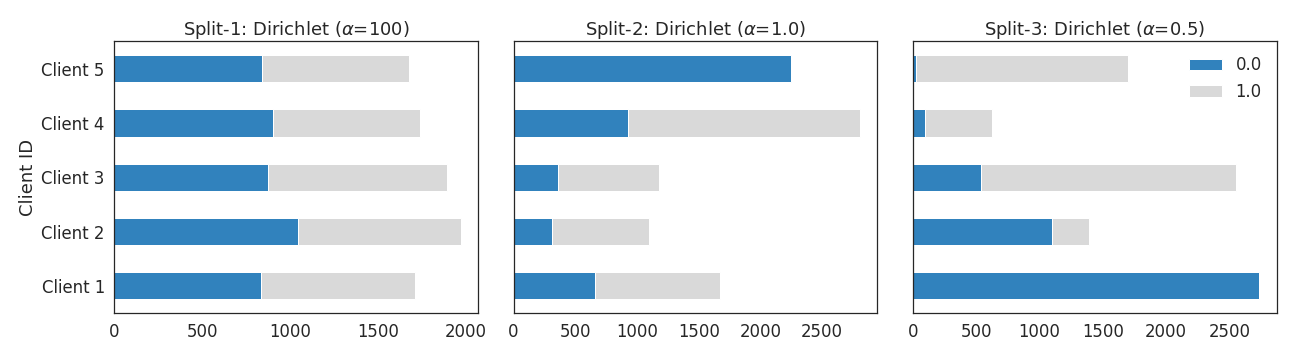 Split-1: Dirichlet (α=100)
Split-2: Dirichlet (α=1.0)
Split-3: Dirichlet (α=0.5)
Client ID
Client 5
Client 4
Client 3
Client 2
Client 1
0.0
1.0
0 500 1000 1500 2000
0 500 1000 1500 2000 2500
0 500 1000 1500 2000 2500